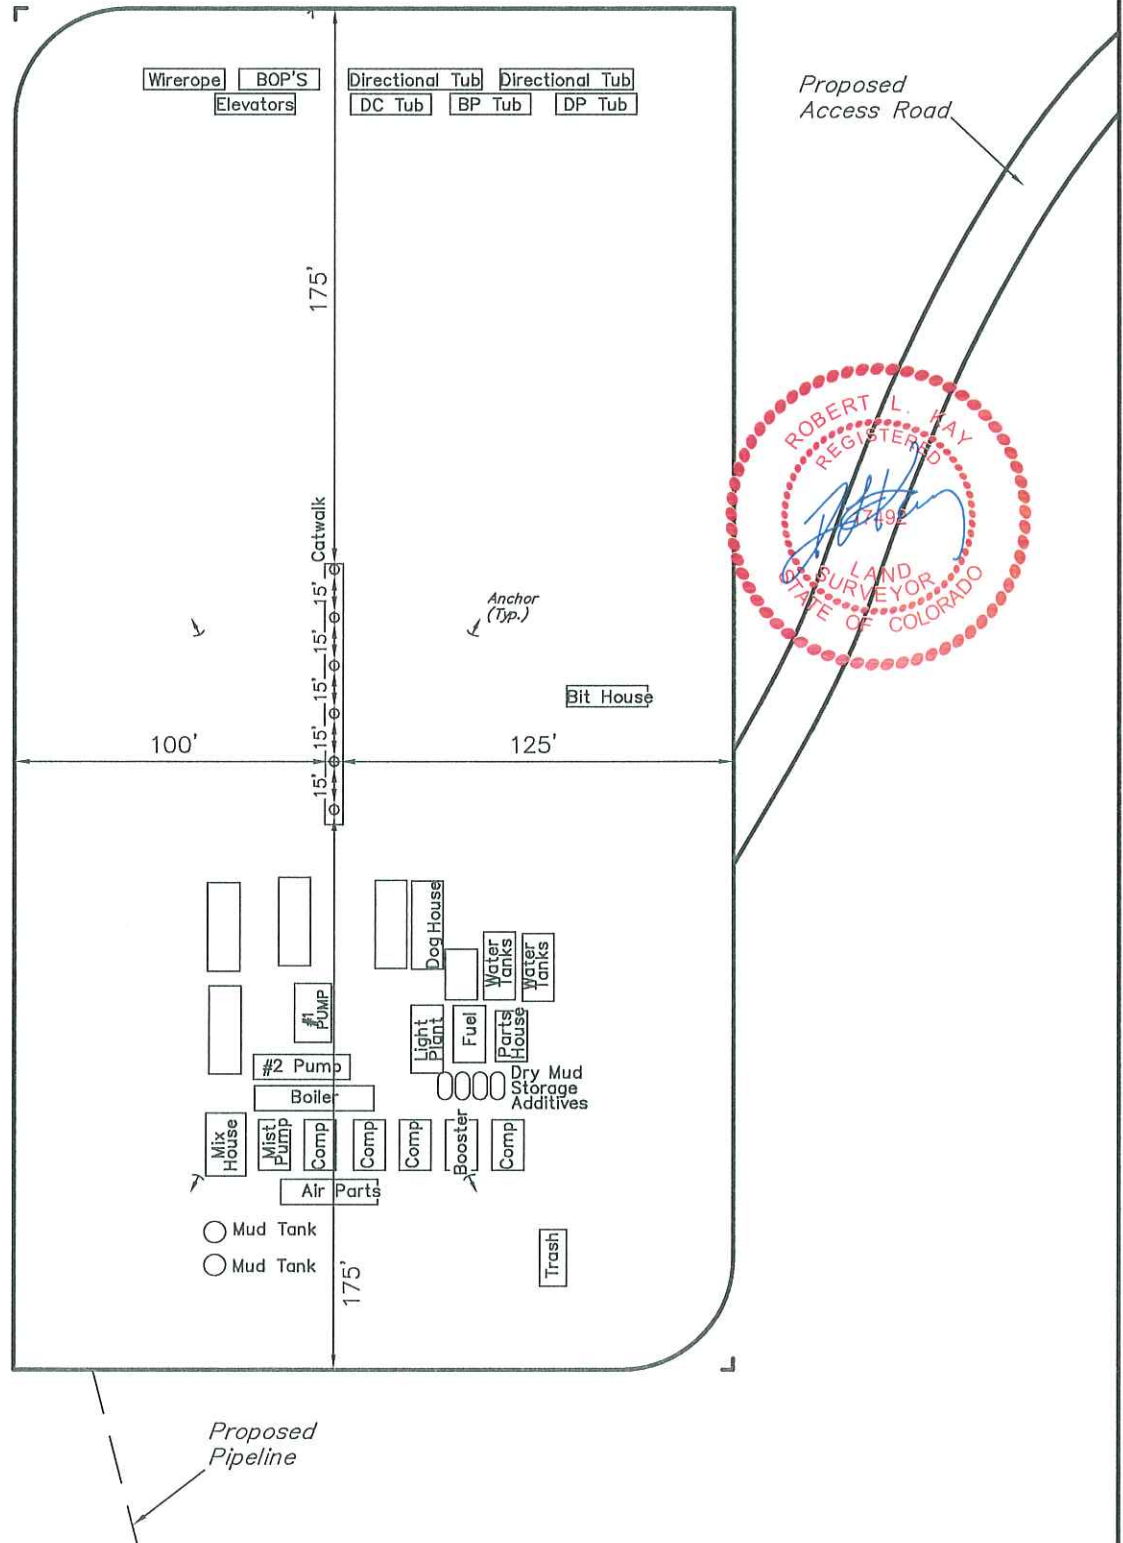 Wirerope
BOP'S
Directional Tub
Directional Tub
Elevators
DC Tub
BP Tub
DP Tub
Proposed
Access Road
175'
ROBERT L. KAY
REGISTERED
17492
LAND
SURVEYOR
STATE OF COLORADO
Catwalk
15'
15'
15'
15'
15'
Anchor
(Typ.)
Bit House
100'
125'
Dog House
Water
Tanks
Water
Tanks
#1
PUMP
Light
Plant
Fuel
Parts
House
#2 Pump
Boiler
Dry Mud
Storage
Additives
Mix
House
Mist
Pump
Comp
Comp
Comp
Booster
Comp
Air Parts
Mud Tank
Mud Tank
175'
Trash
Proposed
Pipeline